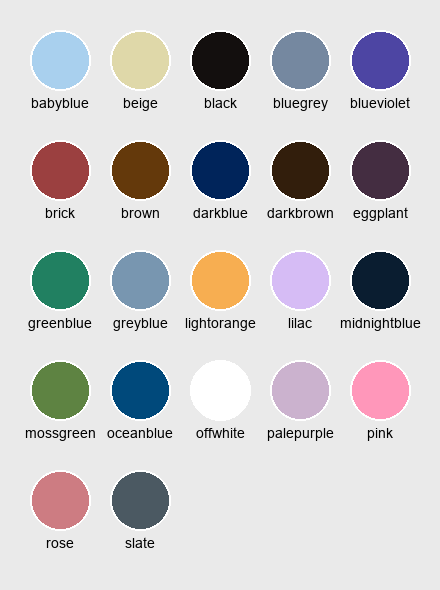 babyblue beige black bluegrey blueviolet
brick brown darkblue darkbrown eggplant
greenblue greyblue lightorange lilac midnightblue
mossgreen oceanblue offwhite palepurple pink
rose slate